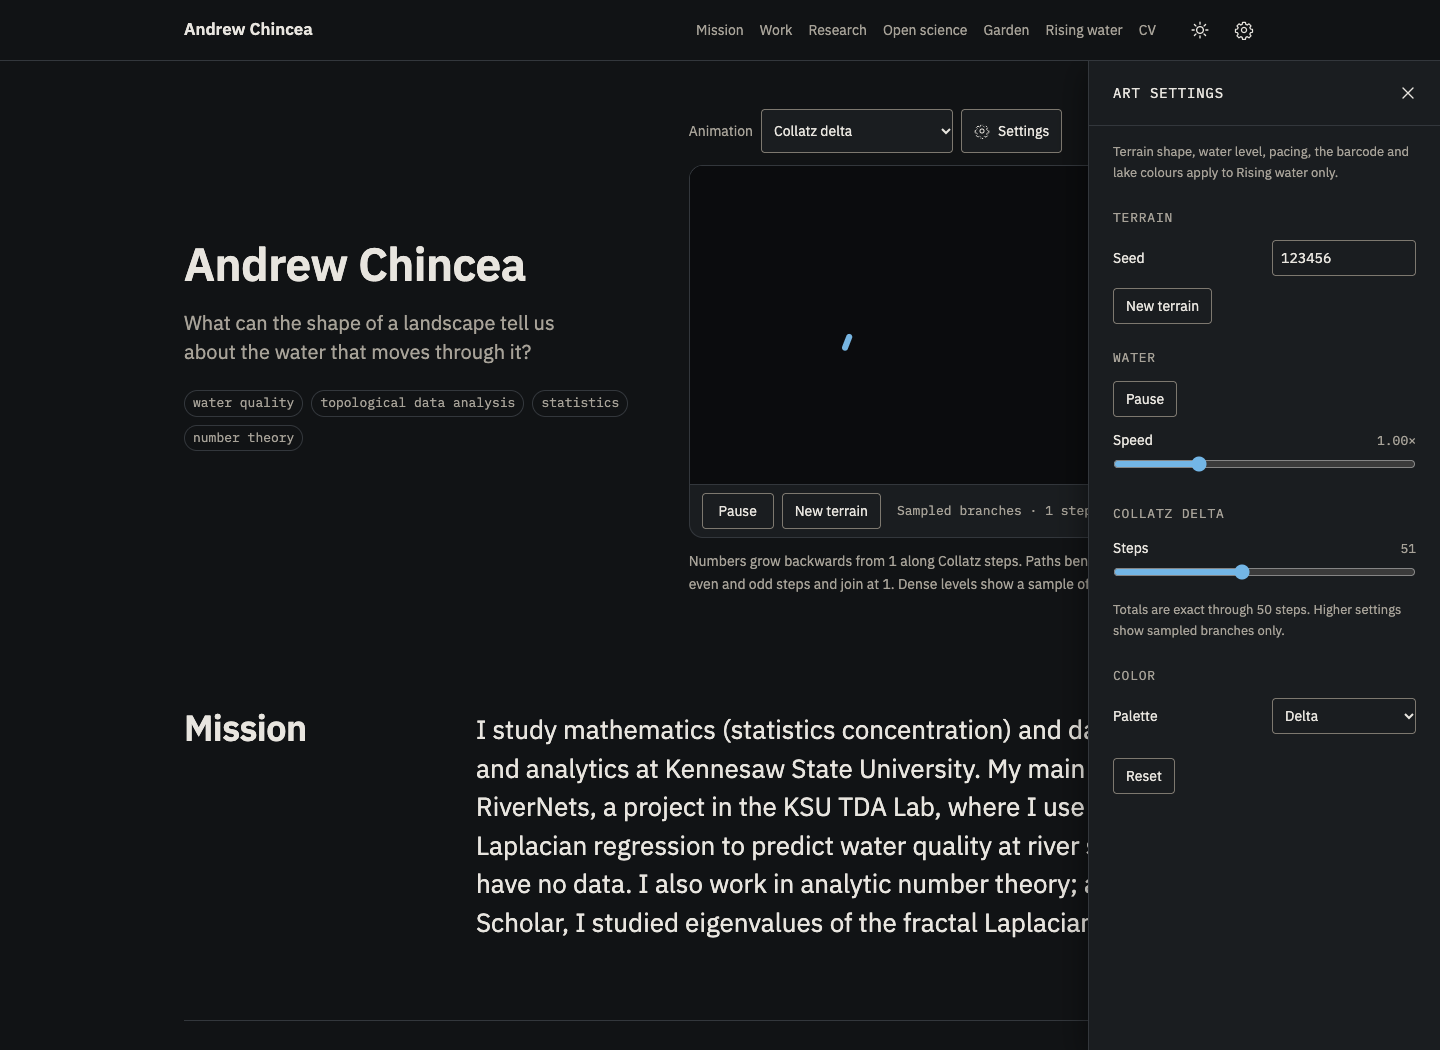 Andrew Chincea
Mission Work Research Open science Garden Rising water CV
Animation Collatz delta Settings
Andrew Chincea
What can the shape of a landscape tell us
about the water that moves through it?
water quality topological data analysis statistics
number theory
Pause New terrain Sampled branches · 1 step
Numbers grow backwards from 1 along Collatz steps. Paths ben
even and odd steps and join at 1. Dense levels show a sample of
Mission
I study mathematics (statistics concentration) and da
and analytics at Kennesaw State University. My main
RiverNets, a project in the KSU TDA Lab, where I use
Laplacian regression to predict water quality at river
have no data. I also work in analytic number theory;
Scholar, I studied eigenvalues of the fractal Laplacian
ART SETTINGS
Terrain shape, water level, pacing, the barcode and
lake colours apply to Rising water only.
TERRAIN
Seed 123456
New terrain
WATER
Pause
Speed 1.00×
COLLATZ DELTA
Steps 51
Totals are exact through 50 steps. Higher settings
show sampled branches only.
COLOR
Palette Delta
Reset